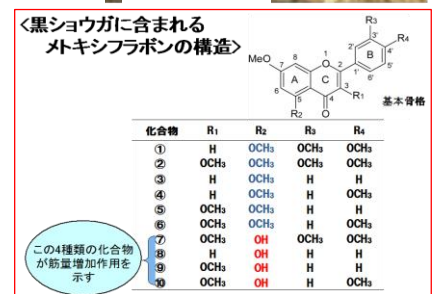 <黒ショウガに含まれる
メトキシフラボンの構造>
R3
R4
MeO
7
8
O
1
2
3
4
5
6
A
C
B
1'
2'
3'
4'
5'
6'
R1
R2
O
基本骨格
化合物 R1 R2 R3 R4
① H OCH3 OCH3 OCH3
② OCH3 OCH3 OCH3 OCH3
③ H OCH3 H H
④ H OCH3 H OCH3
⑤ OCH3 OCH3 H H
⑥ OCH3 OCH3 H OCH3
⑦ OCH3 OH OCH3 OCH3
⑧ H OH H H
⑨ OCH3 OH H H
⑩ OCH3 OH H OCH3
この4種類の化合物
が筋量増加作用を
示す